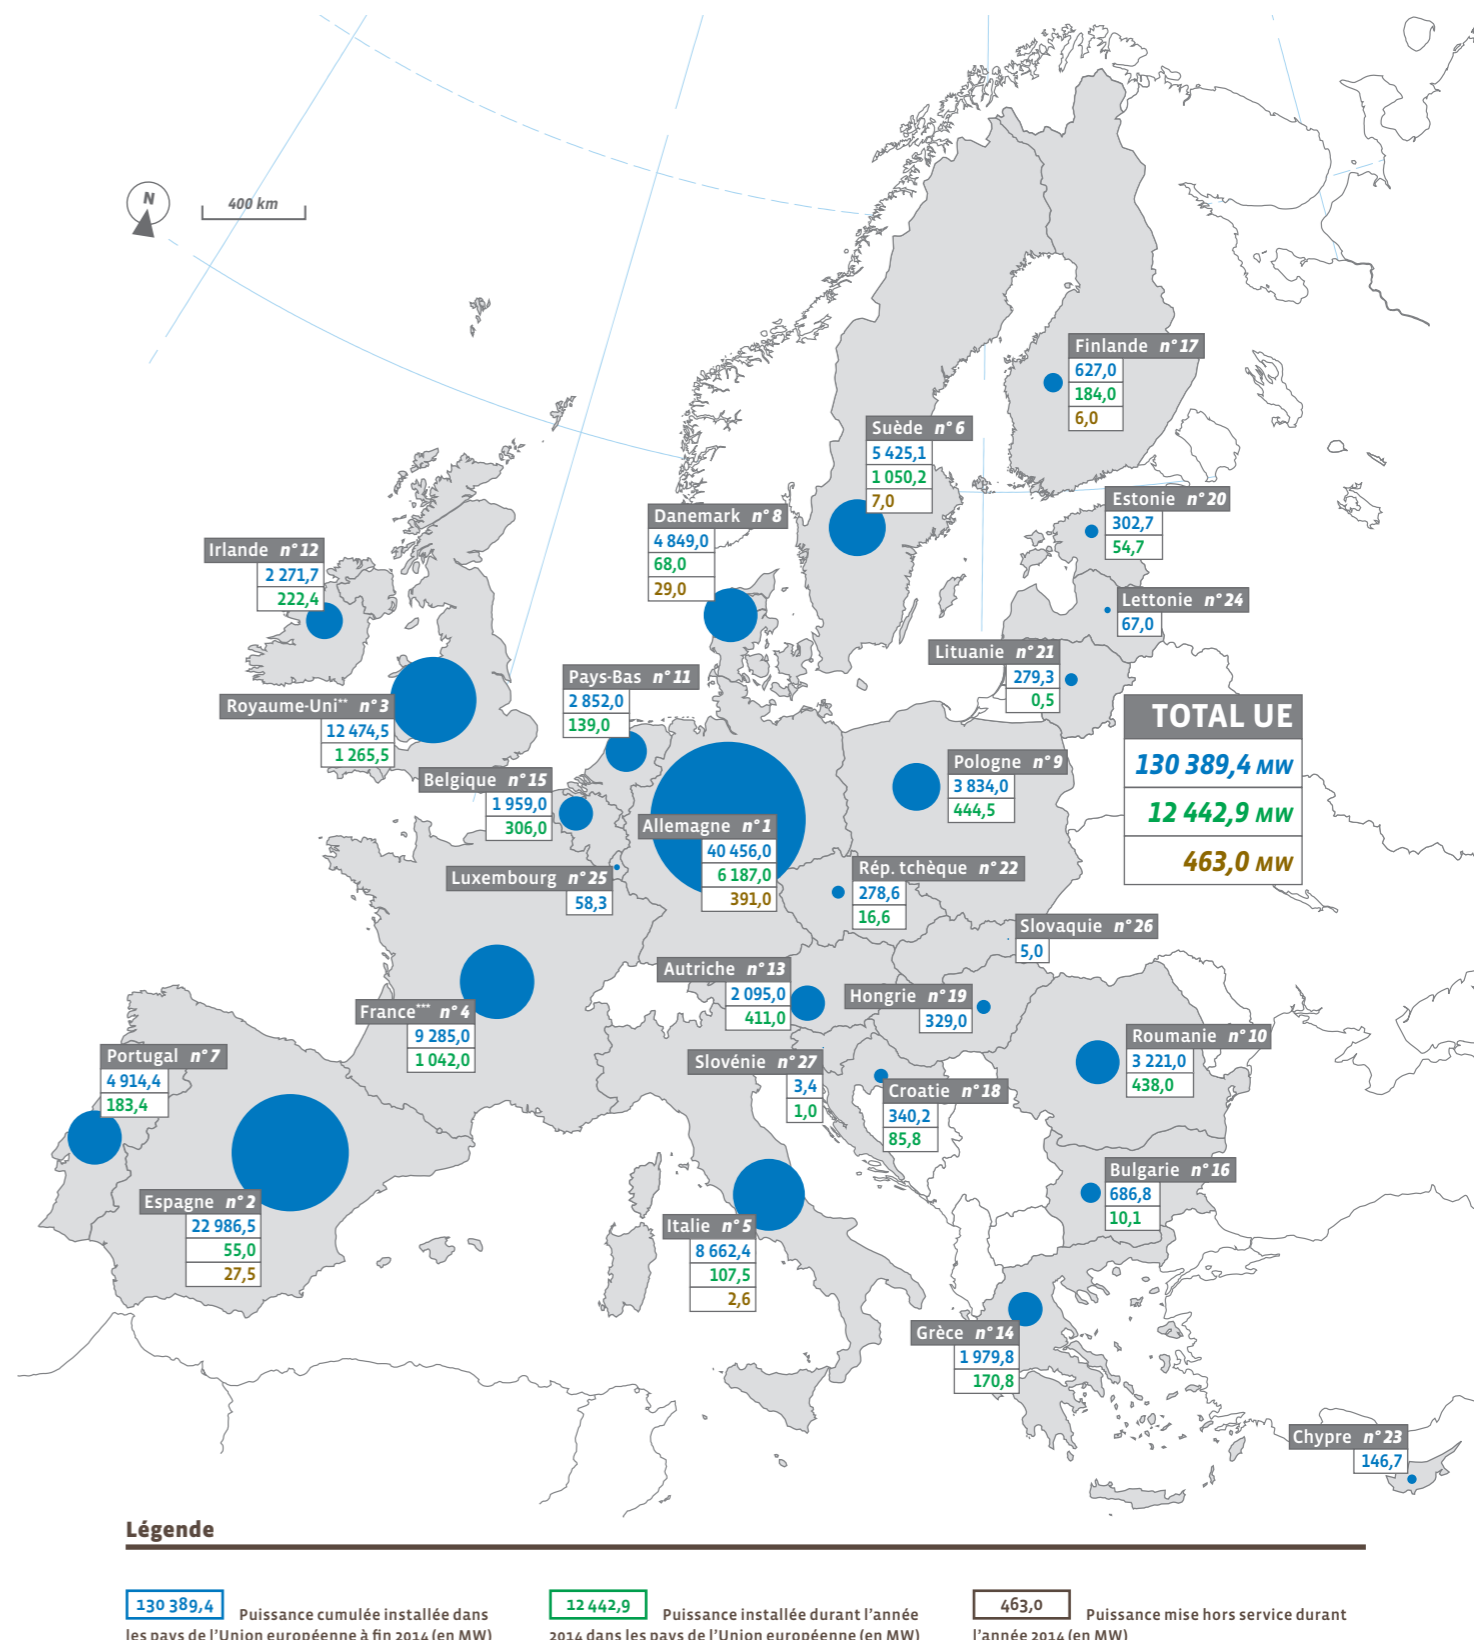 N
400 km
Finlande n° 17
627,0
184,0
6,0
Suède n° 6
5 425,1
1 050,2
7,0
Estonie n° 20
302,7
54,7
Danemark n° 8
4 849,0
68,0
29,0
Irlande n° 12
2 271,7
222,4
Lettonie n° 24
67,0
Lituanie n° 21
279,3
0,5
Pays-Bas n° 11
2 852,0
139,0
Royaume-Uni** n° 3
12 474,5
1 265,5
TOTAL UE
130 389,4 MW
12 442,9 MW
463,0 MW
Pologne n° 9
3 834,0
444,5
Belgique n° 15
1 959,0
306,0
Allemagne n° 1
40 456,0
6 187,0
391,0
Luxembourg n° 25
58,3
Rép. tchèque n° 22
278,6
16,6
Slovaquie n° 26
5,0
Autriche n° 13
2 095,0
411,0
Hongrie n° 19
329,0
France*** n° 4
9 285,0
1 042,0
Roumanie n° 10
3 221,0
438,0
Portugal n° 7
4 914,4
183,4
Slovénie n° 27
3,4
1,0
Croatie n° 18
340,2
85,8
Bulgarie n° 16
686,8
10,1
Espagne n° 2
22 986,5
55,0
27,5
Italie n° 5
8 662,4
107,5
2,6
Grèce n° 14
1 979,8
170,8
Chypre n° 23
146,7
Légende
130 389,4 Puissance cumulée installée dans
les pays de l'Union européenne à fin 2014 (en MW)
12 442,9 Puissance installée durant l'année
2014 dans les pays de l'Union européenne (en MW)
463,0 Puissance mise hors service durant
l'année 2014 (en MW)